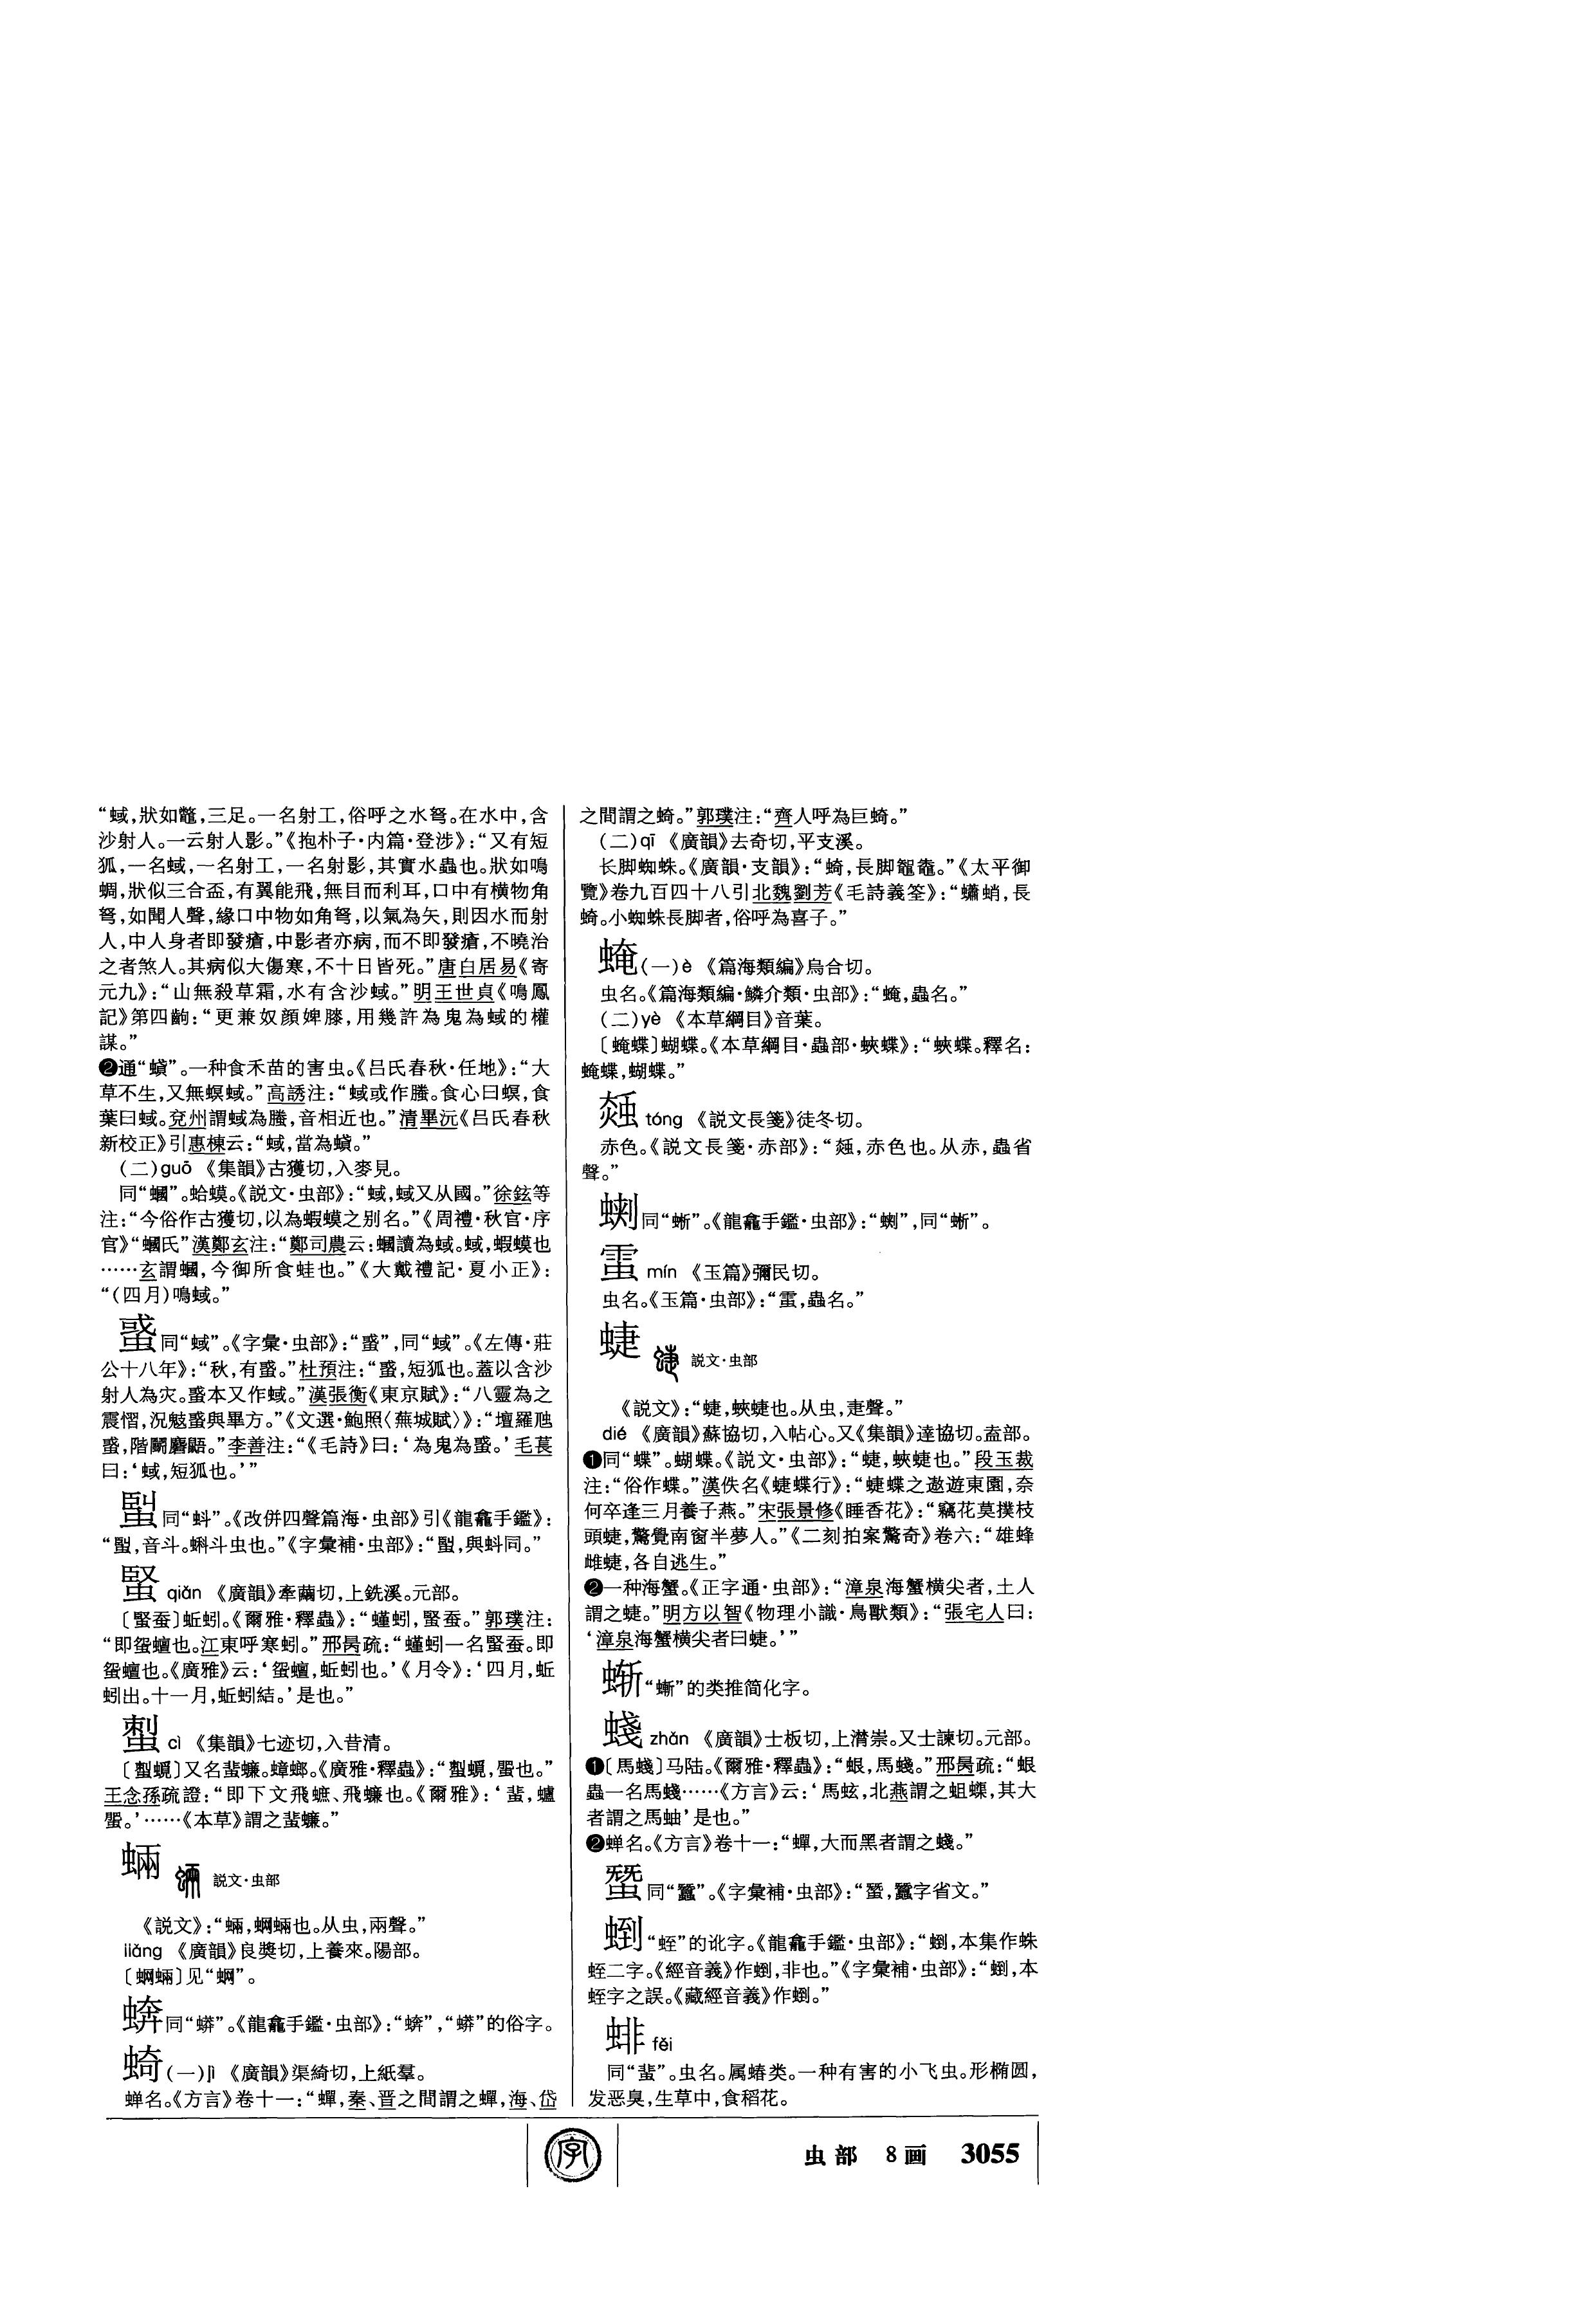 “蜮，狀如鼈，三足。一名射工，俗呼之水弩。在水中，含
沙射人。一云射人影。”《抱朴子·内篇·登涉》：“又有短
狐，一名蜮，一名射工，一名射影，其實水蟲也。狀如鳴
蜩，狀似三合盃，有翼能飛，無目而利耳，口中有横物角
弩，如聞人聲，緣口中物如角弩，以氣為矢，則因水而射
人，中人身者即發瘡，中影者亦病，而不即發瘡，不曉治
之者煞人。其病似大傷寒，不十日皆死。”唐白居易《寄
元九》：“山無殺草霜，水有含沙蜮。”明王世貞《鳴鳳
記》第四齣：“更兼奴顔婢膝，用幾許為鬼為蜮的權
謀。”
❷通“螣”。一种食禾苗的害虫。《吕氏春秋·任地》：“大
草不生，又無螟蜮。”高誘注：“蜮或作螣。食心曰螟，食
葉曰蜮。兗州謂蜮為螣，音相近也。”清畢沅《吕氏春秋
新校正》引惠棟云：“蜮，當為蟘。”
（二）guō 《集韻》古獲切，入麥見。
同“蟈”。蛤蟆。《説文·虫部》：“蜮，蜮又从國。”徐鉉等
注：“今俗作古獲切，以為蝦蟆之别名。”《周禮·秋官·序
官》“蟈氏”漢鄭玄注：“鄭司農云：蟈讀為蜮。蜮，蝦蟆也
……玄謂蟈，今御所食蛙也。”《大戴禮記·夏小正》：
“（四月）鳴蜮。”
蜮同“蜮”。《字彙·虫部》：“䘆”，同“蜮”。《左傳·莊
公十八年》：“秋，有。”杜預注：“，短狐也。蓋以含沙
射人為灾。本又作蜮。”漢張衡《東京賦》：“八靈為之
震慴，況鬾與畢方。”《文選·鮑照〈蕪城賦〉》：“壇羅虺
，階鬭麏鼯。”李善注：“《毛詩》曰：‘為鬼為。’毛萇
曰：‘蜮，短狐也。’”
同“蚪”。《改併四聲篇海·虫部》引《龍龕手鑑》：
“，音斗。蝌斗虫也。”《字彙補·虫部》：“，與蚪同。”
蜸 qiǎn 《廣韻》牽繭切，上銑溪。元部。
〔蜸蚕〕蚯蚓。《爾雅·釋蟲》：“螼蚓，蜸蚕。”郭璞注：
“即蛩蟺也。江東呼寒蚓。”邢昺疏：“螼蚓一名蜸蚕。即
蛩蟺也。《廣雅》云：‘蛩蟺，蚯蚓也。’《月令》：‘四月，蚯
蚓出。十一月，蚯蚓結。’是也。”
cì 《集韻》七迹切，入昔清。
〔〕又名蜚蠊。蟑螂。《廣雅·釋蟲》：“，蜰也。”
王念孫疏證：“即下文飛䗪、飛蠊也。《爾雅》：‘蜚，蠦
蜰。’……《本草》謂之蜚蠊。”
蜽 説文·虫部
《説文》：“蜽，蝄蜽也。从虫，兩聲。”
liǎng 《廣韻》良奬切，上養來。陽部。
〔蝄蜽〕见“蝄”。
同“蠎”。《龍龕手鑑·虫部》：“”，“”的俗字。
蜝（一）jì 《廣韻》渠綺切，上紙羣。
蝉名。《方言》卷十一：“蟬，秦、晋之間謂之蟬，海、岱
之間謂之䗁。”郭璞注：“齊人呼為巨䗁。”
（二）qī 《廣韻》去奇切，平支溪。
长脚蜘蛛。《廣韻·支韻》：“，長脚鼅鼄。”《太平御
覽》卷九百四十八引北魏劉芳《毛詩義筌》：“蠨蛸，長
。小蜘蛛長脚者，俗呼為喜子。”
䗋（一）è 《篇海類編》烏合切。
虫名。《篇海類編·鱗介類·虫部》：“，蟲名。”
（二）yè 《本草綱目》音葉。
〔蝶〕蝴蝶。《本草綱目·蟲部·蛺蝶》：“蛺蝶。釋名：
蝶，蝴蝶。”
tóng 《説文長箋》徒冬切。
赤色。《説文長箋·赤部》：“，赤色也。从赤，蟲省
聲。”
同“蜥”。《龍龕手鑑·虫部》：“”，同“蜥”。
mín 《玉篇》彌民切。
虫名。《玉篇·虫部》：“，蟲名。”
蜨 説文·虫部
《説文》：“蜨，蛺蜨也。从虫，疌聲。”
dié 《廣韻》蘇協切，入帖心。又《集韻》達協切。盍部。
❶同“蝶”。蝴蝶。《説文·虫部》：“蜨，蛺蜨也。”段玉裁
注：“俗作蝶。”漢佚名《蜨蝶行》：“蜨蝶之遨遊東園，奈
何卒逢三月養子燕。”宋張景修《睡香花》：“竊花莫撲枝
頭蜨，驚覺南窗半夢人。”《二刻拍案驚奇》卷六：“雄蜂
雌蜨，各自逃生。”
❷一种海蟹。《正字通·虫部》：“漳泉海蟹横尖者，土人
謂之蜨。”明方以智《物理小識·鳥獸類》：“張宅人曰：
‘漳泉海蟹横尖者曰蜨。’”
“螹”的类推简化字。
蝅 zhǎn 《廣韻》士板切，上潸崇。又士諫切。元部。
❶〔馬〕马陆。《爾雅·釋蟲》：“蛝，馬。”邢昺疏：“蛝
蟲一名馬……《方言》云：‘馬蚿，北燕謂之蛆蟝，其大
者謂之馬蚰’是也。”
❷蝉名。《方言》卷十一：“蟬，大而黑者謂之。”
同“蠶”。《字彙補·虫部》：“，蠶字省文。”
“蛭”的讹字。《龍龕手鑑·虫部》：“，本集作蛛
蛭二字。《經音義》作，非也。”《字彙補·虫部》：“，本
蛭字之誤。《藏經音義》作。”
蜚 fěi
同“蜚”。虫名。属蝽类。一种有害的小飞虫。形椭圆，
发恶臭，生草中，食稻花。
字
虫部 8画 3055